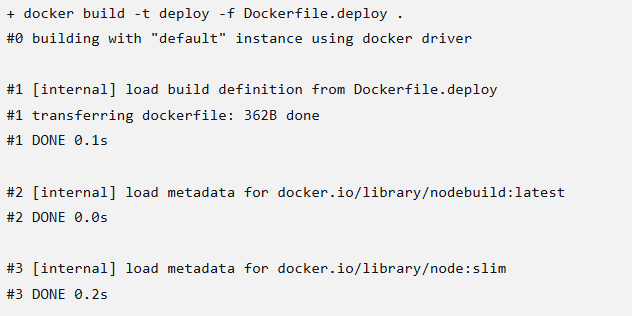 + docker build -t deploy -f Dockerfile.deploy .
#0 building with "default" instance using docker driver
#1 [internal] load build definition from Dockerfile.deploy
#1 transferring dockerfile: 362B done
#1 DONE 0.1s
#2 [internal] load metadata for docker.io/library/nodebuild:latest
#2 DONE 0.0s
#3 [internal] load metadata for docker.io/library/node:slim
#3 DONE 0.2s